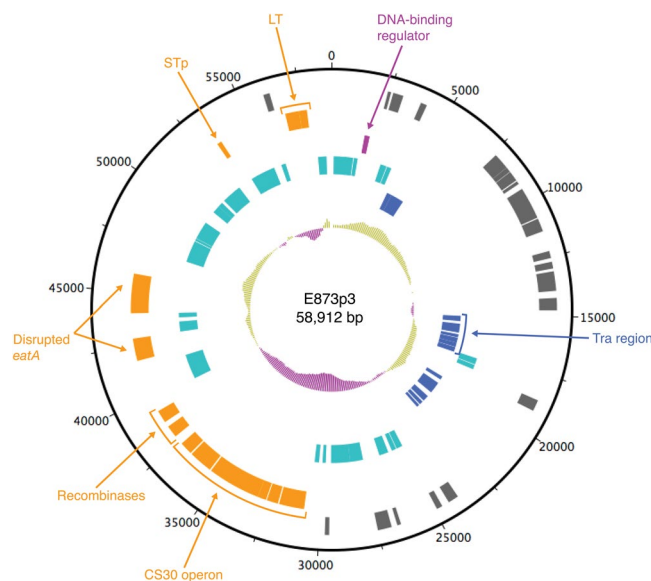 LT
DNA-binding
regulator
STp
0
55000
5000
50000
10000
45000
E873p3
58,912 bp
15000
Disrupted
eatA
Tra region
40000
20000
Recombinases
35000
25000
30000
CS30 operon